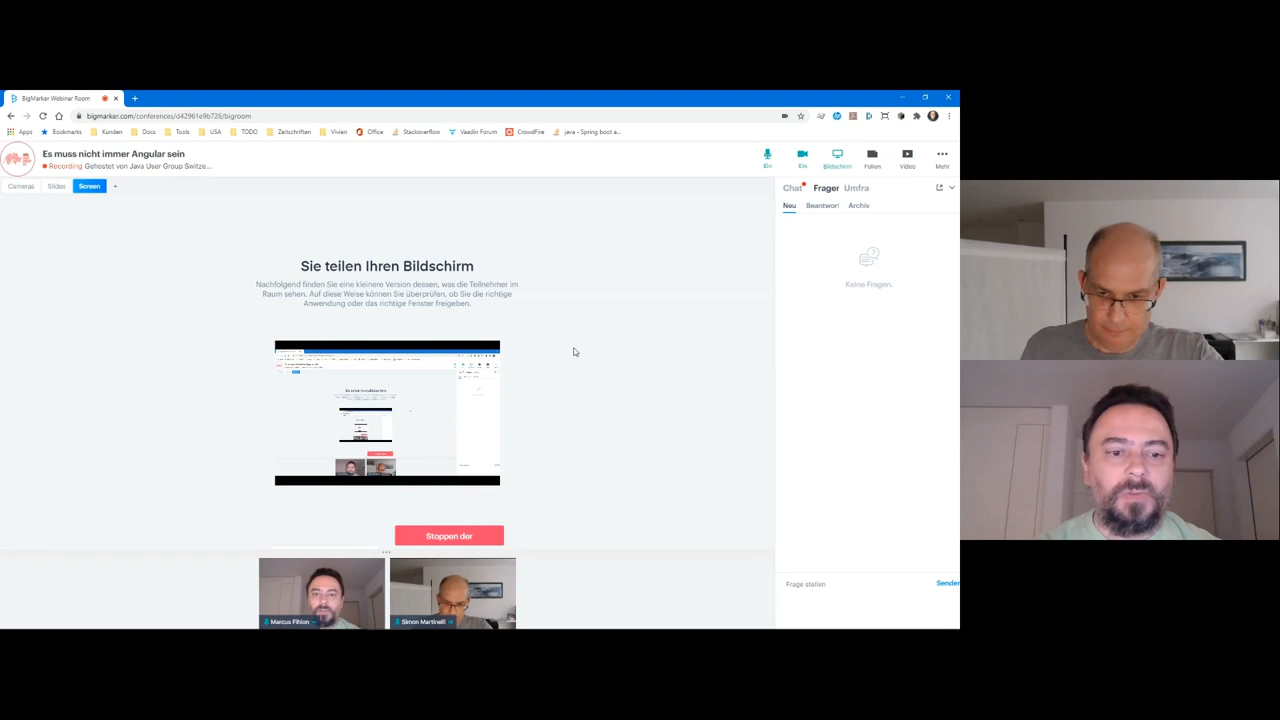 BigMarker Webinar Room
bigmarker.com/conferences/d42961e9b726/bigroom
Apps Bookmarks Kunden Docs Tools USA TODO Zeitschriften Vivien Office Stackoverflow Vaadin Forum CrowdFire java - Spring boot a...
Es muss nicht immer Angular sein
Recording Gehostet von Java User Group Switze...
Ein Ein Bildschirm Folien Video Mehr
Cameras Slides Screen +
Chat Frager Umfra
Neu Beantwort Archiv
Keine Fragen.
Sie teilen Ihren Bildschirm
Nachfolgend finden Sie eine kleinere Version dessen, was die Teilnehmer im
Raum sehen. Auf diese Weise können Sie überprüfen, ob Sie die richtige
Anwendung oder das richtige Fenster freigeben.
Stoppen der
Marcus Fihlon
Simon Martinelli
Frage stellen
Sender